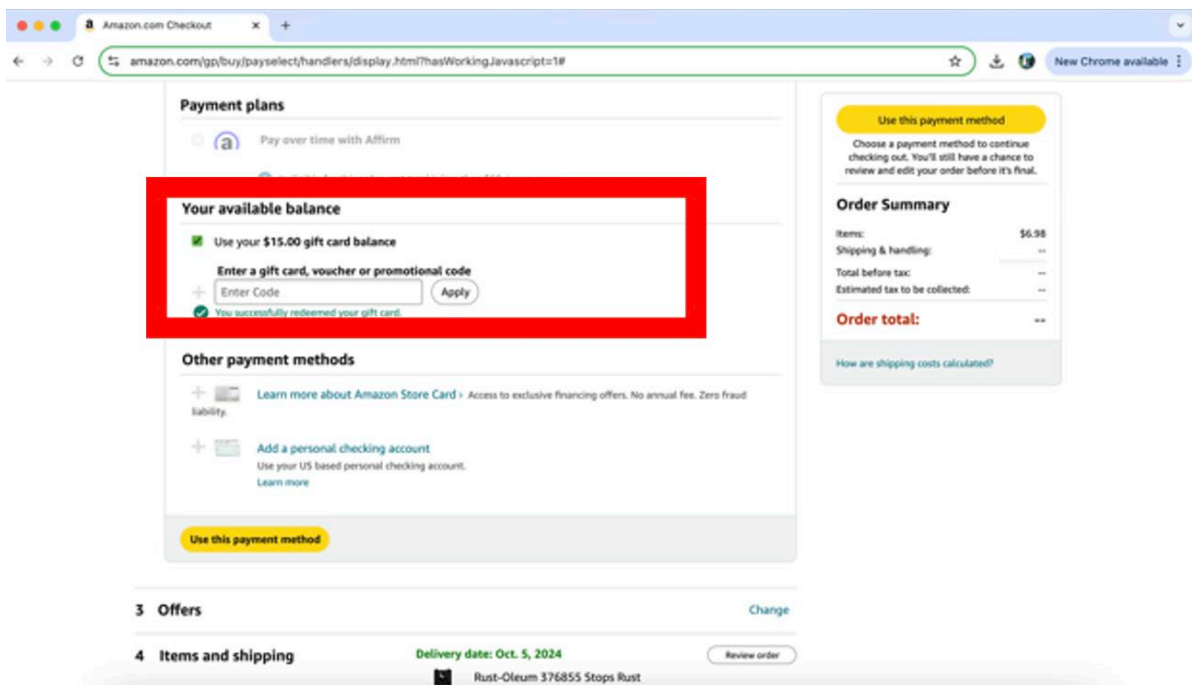 Amazon.com Checkout
amazon.com/gp/buy/payselect/handlers/display.html?hasWorkingJavascript=1#
New Chrome available
Payment plans
Pay over time with Affirm
Your available balance
Use your $15.00 gift card balance
Enter a gift card, voucher or promotional code
Enter Code
Apply
You successfully redeemed your gift card.
Other payment methods
Learn more about Amazon Store Card › Access to exclusive financing offers. No annual fee. Zero fraud
liability.
Add a personal checking account
Use your US based personal checking account.
Learn more
Use this payment method
3 Offers
Change
4 Items and shipping
Delivery date: Oct. 5, 2024
Review order
Rust-Oleum 376855 Stops Rust
Use this payment method
Choose a payment method to continue
checking out. You'll still have a chance to
review and edit your order before it's final.
Order Summary
Items: $6.98
Shipping & handling: --
Total before tax: --
Estimated tax to be collected: --
Order total: --
How are shipping costs calculated?